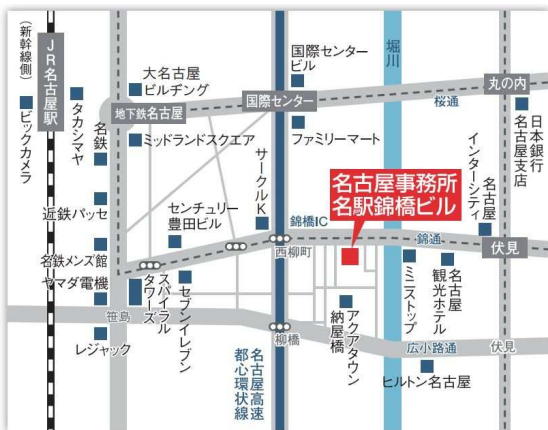 （新幹線側）
JR名古屋駅
ビックカメラ
タカシマヤ
名鉄
大名古屋
ビルヂング
地下鉄名古屋
ミッドランドスクエア
国際センター
ビル
国際センター
ファミリーマート
堀川
桜通
丸の内
日本銀行
名古屋支店
名古屋
インターシティ
名古屋事務所
名駅錦橋ビル
サークルK
錦橋IC
西柳町
錦通
伏見
近鉄パッセ
センチュリー
豊田ビル
名鉄メンズ館
ヤマダ電機
笹島
スパイラル
タワーズ
セブンイレブン
レジャック
柳橋
名古屋高速
都心環状線
アクアタウン
納屋橋
ミニストップ
名古屋
観光ホテル
広小路通
伏見
ヒルトン名古屋